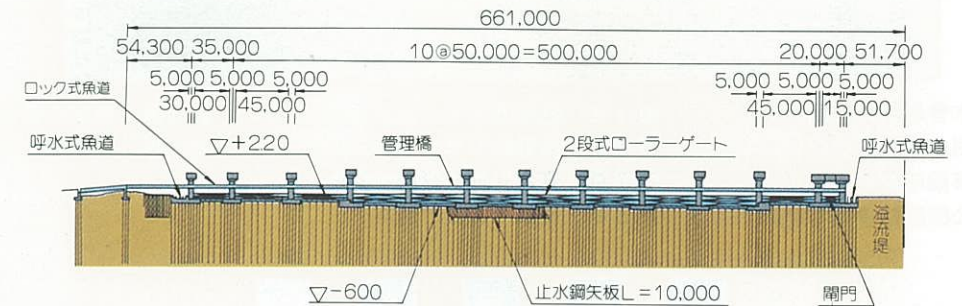 661,000
54,300 35,000 10@50,000=500,000 20,000 51,700
5,000 5,000 5,000 5,000 5,000 5,000
ロック式魚道 30,000 45,000 45,000 15,000
呼水式魚道 ▽+2.20 管理橋 2段式ローラーゲート 呼水式魚道
溢流堤
▽-6.00 止水鋼矢板L=10,000 閘門